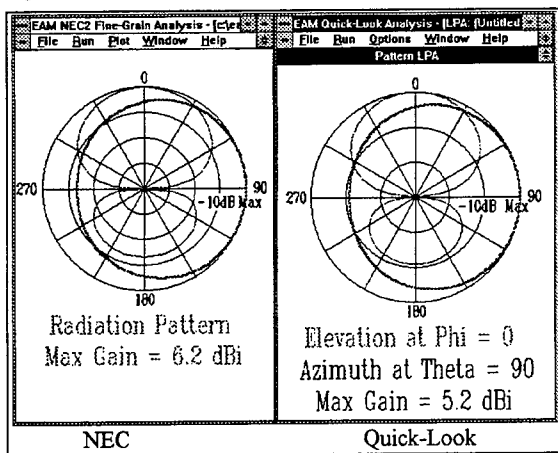 EAM NEC2 Fine-Grain Analysis - [c:\
File Run Plot Window Help
0
270
90
-10dB Max
180
Radiation Pattern
Max Gain = 6.2 dBi
NEC
EAM Quick-Look Analysis - [LPA: (Untitled
File Run Options Window Help
Pattern LPA
0
270
90
-10dB Max
180
Elevation at Phi = 0
Azimuth at Theta = 90
Max Gain = 5.2 dBi
Quick-Look